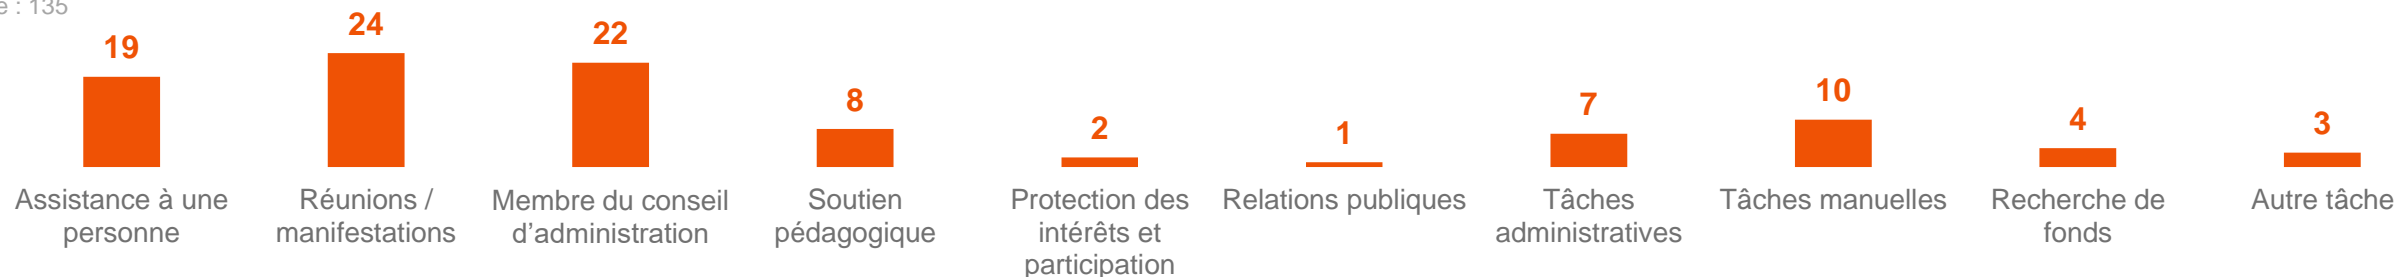 : 135
19
24
22
8
2
1
7
10
4
3
Assistance à une
personne
Réunions /
manifestations
Membre du conseil
d’administration
Soutien
pédagogique
Protection des
intérêts et
participation
Relations publiques
Tâches
administratives
Tâches manuelles
Recherche de
fonds
Autre tâche